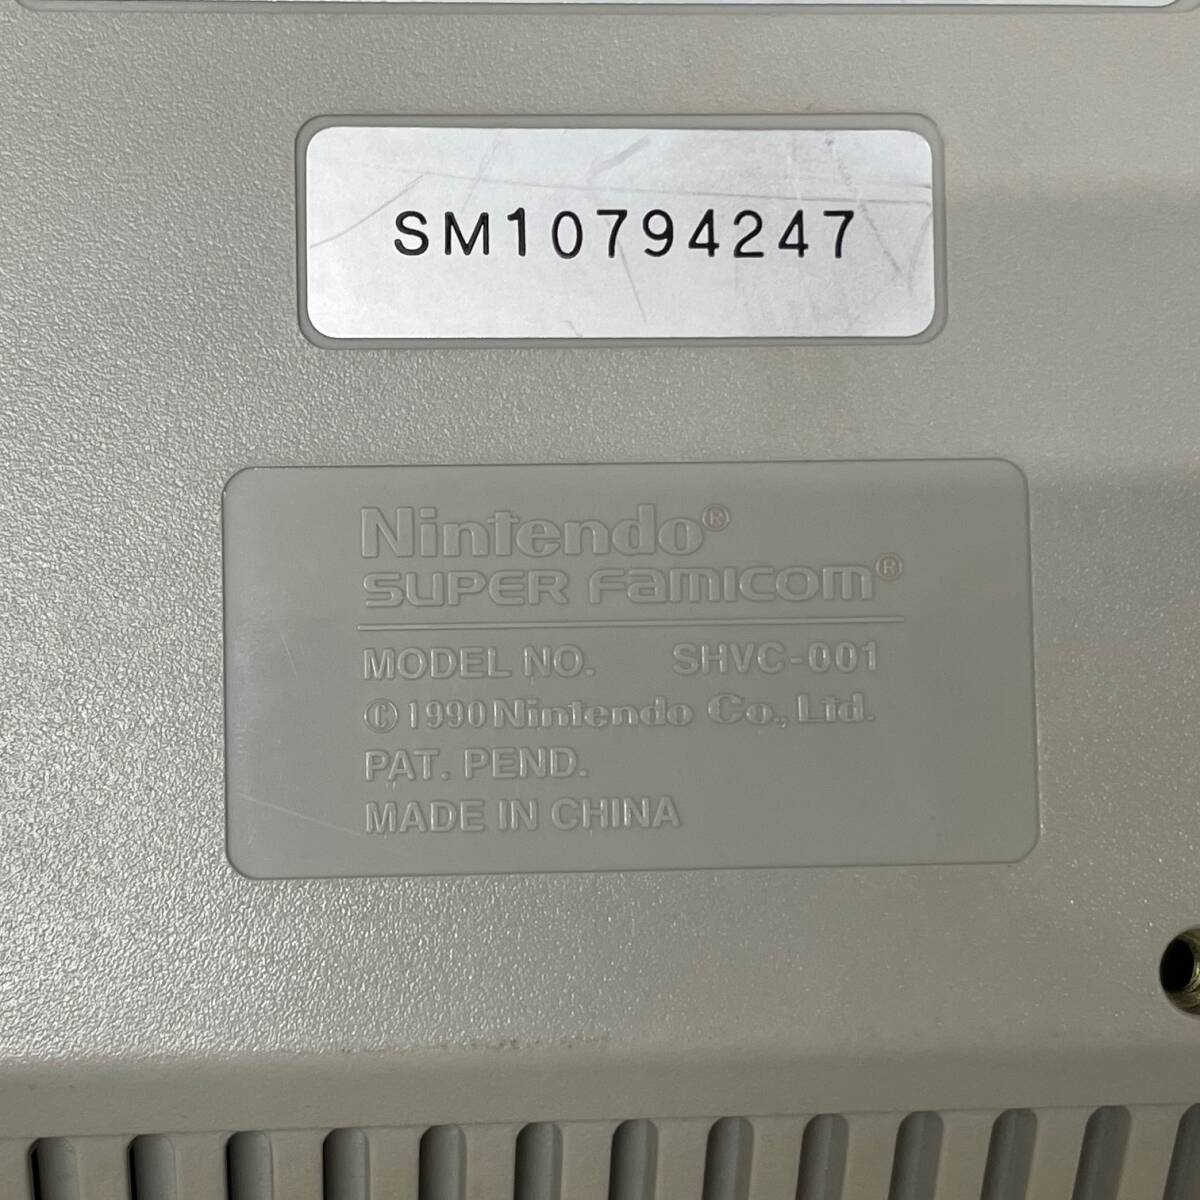 SM10794247
Nintendo®
SUPER FAMICOM®
MODEL NO. SHVC-001
© 1990 Nintendo Co., Ltd.
PAT. PEND.
MADE IN CHINA